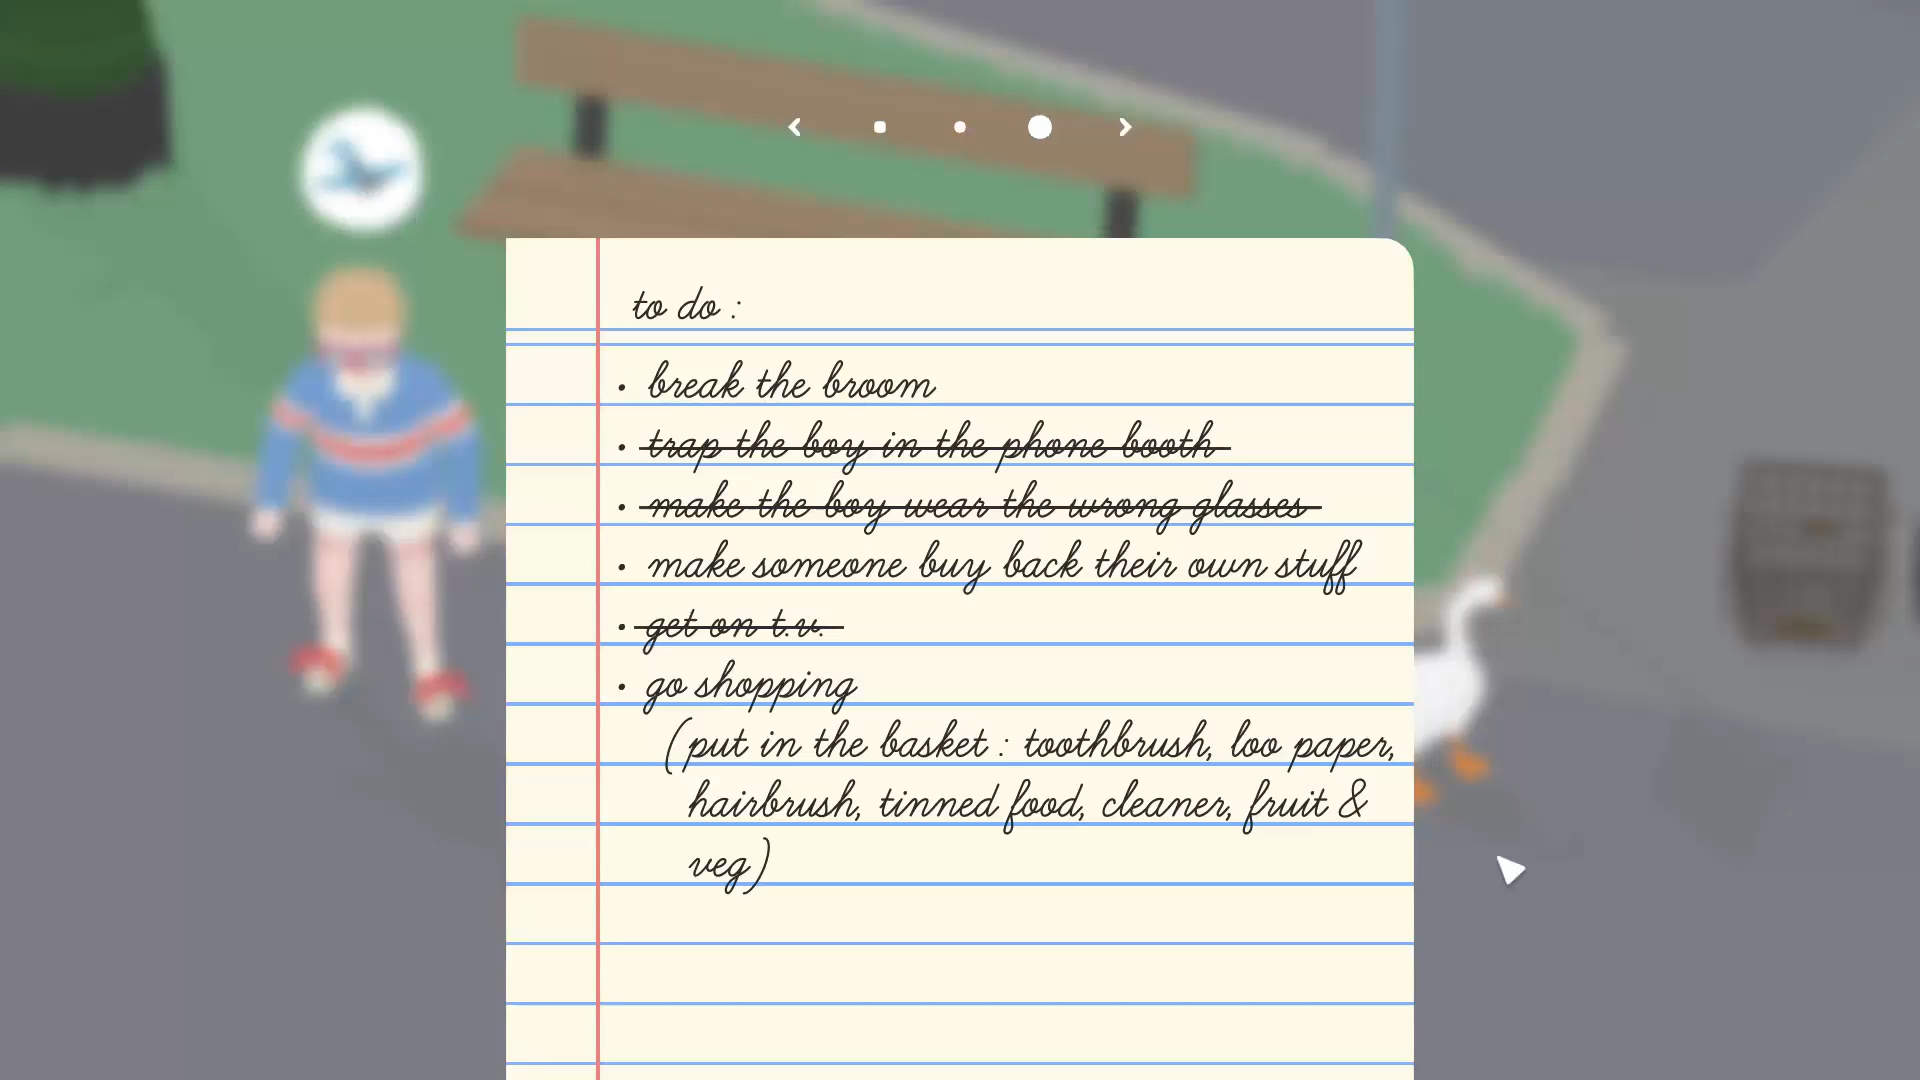 to do :
• break the broom
• trap the boy in the phone booth
• make the boy wear the wrong glasses
• make someone buy back their own stuff
• get on t.v.
• go shopping
(put in the basket : toothbrush, loo paper,
hairbrush, tinned food, cleaner, fruit &
veg)